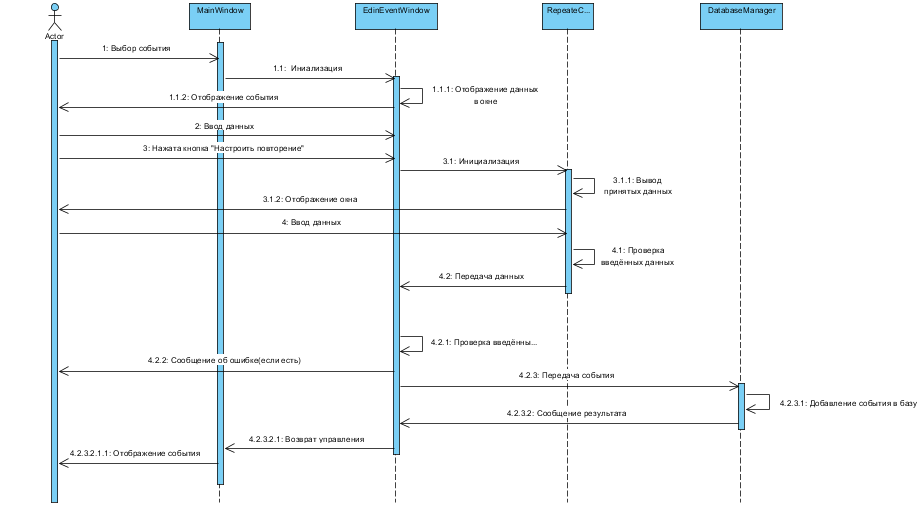 MainWindow
EdinEventWindow
RepeateC...
DatabaseManager
Actor
1: Выбор события
1.1: Иниализация
1.1.1: Отображение данных
в окне
1.1.2: Отображение события
2: Ввод данных
3: Нажата кнопка "Настроить повторение"
3.1: Инициализация
3.1.1: Вывод
принятых данных
3.1.2: Отображение окна
4: Ввод данных
4.1: Проверка
введённых данных
4.2: Передача данных
4.2.1: Проверка введённы...
4.2.2: Сообщение об ошибке(если есть)
4.2.3: Передача события
4.2.3.1: Добавление события в базу
4.2.3.2: Сообщение результата
4.2.3.2.1: Возврат управления
4.2.3.2.1.1: Отображение события